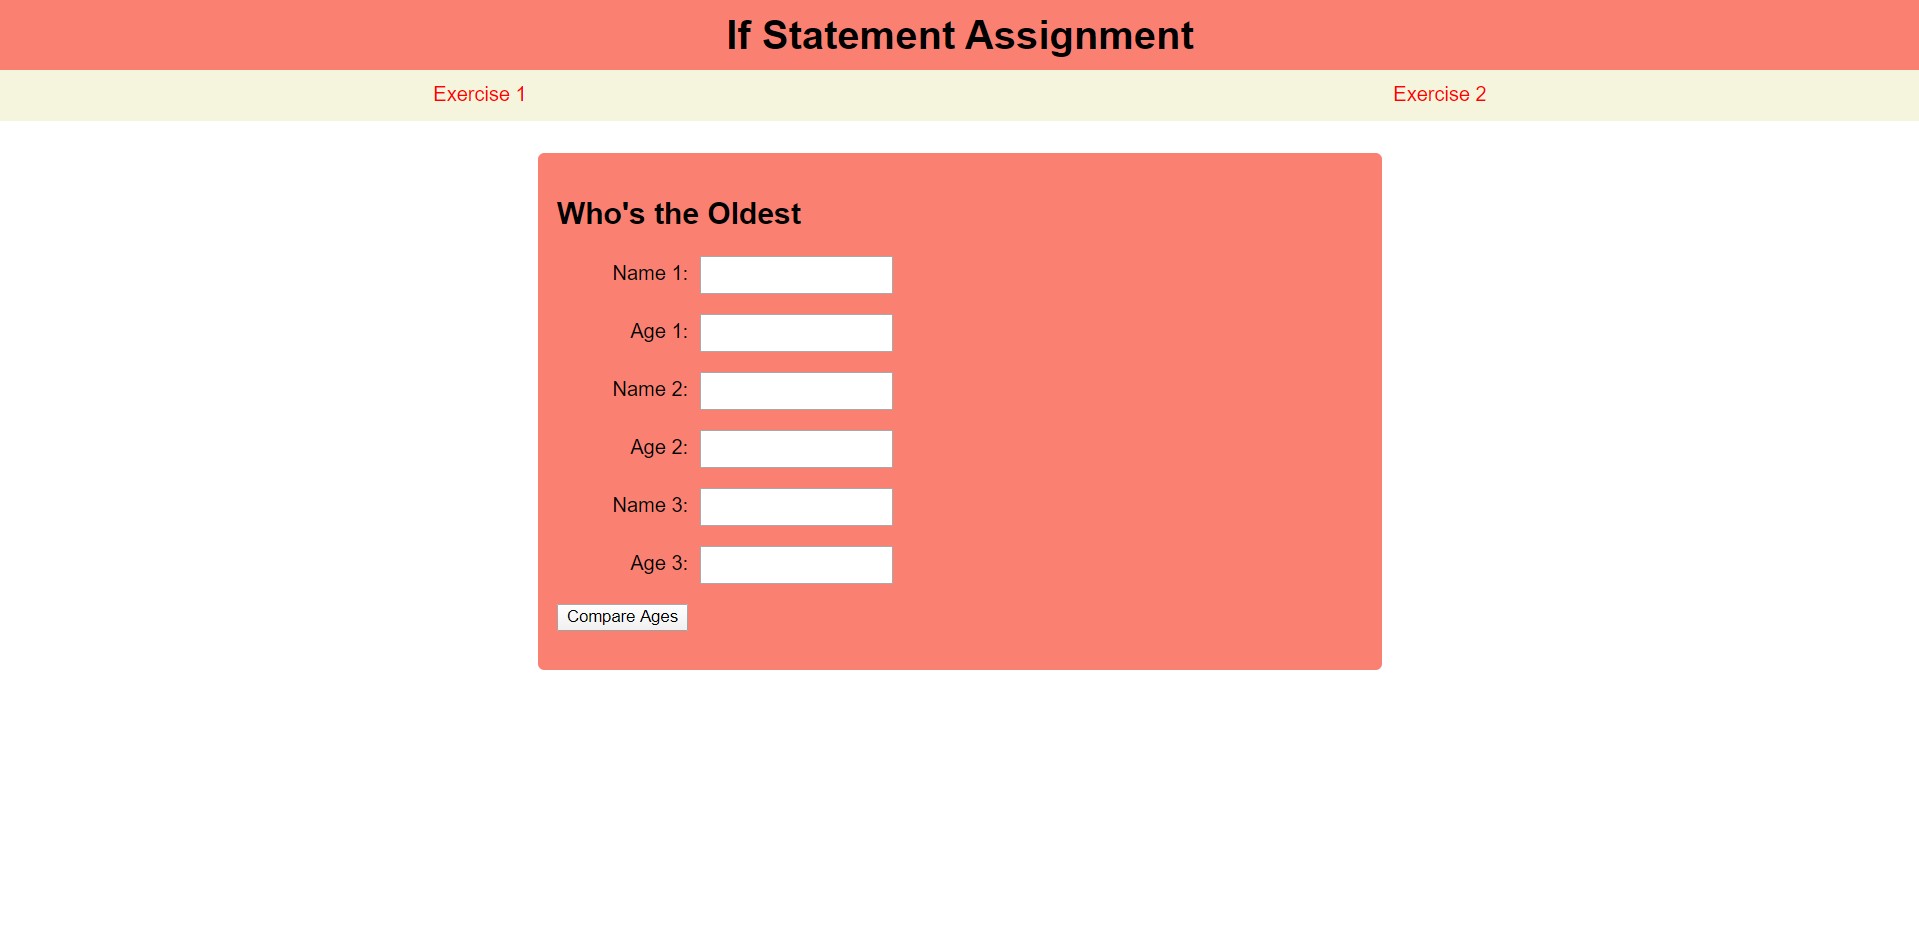 If Statement Assignment
Exercise 1 Exercise 2
Who's the Oldest
Name 1:
Age 1:
Name 2:
Age 2:
Name 3:
Age 3:
Compare Ages